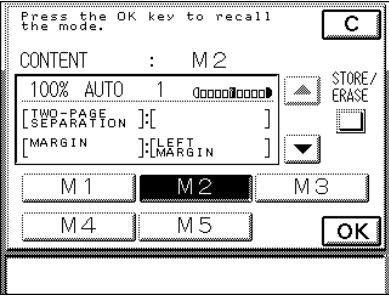 Press the OK key to recall
the mode.
C
CONTENT : M2
STORE/
ERASE
100% AUTO 1
[TWO-PAGE
SEPARATION ]:[ ]
[MARGIN ]:[LEFT
MARGIN ]
M1 M2 M3
M4 M5 OK